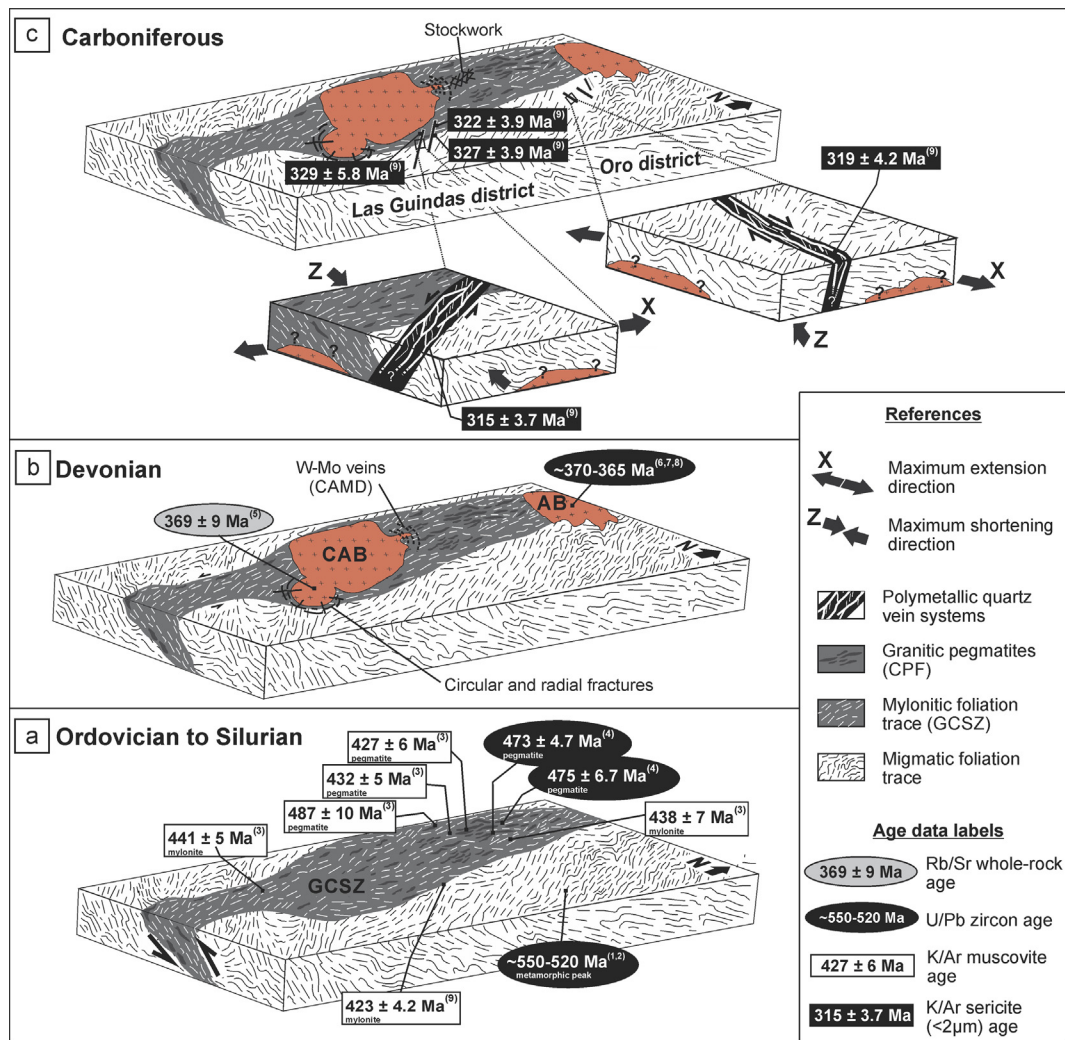 c Carboniferous
Stockwork
N
322 ± 3.9 Ma(9)
327 ± 3.9 Ma(9)
329 ± 5.8 Ma(9)
Las Guindas district
Oro district
319 ± 4.2 Ma(9)
Z
X
? ?
?
?
315 ± 3.7 Ma(9)
? ?
?
? ?
X
Z
b Devonian
W-Mo veins
(CAMD)
~370-365 Ma(6,7,8)
369 ± 9 Ma(5)
AB
CAB
N
Circular and radial fractures
a Ordovician to Silurian
427 ± 6 Ma(3)
pegmatite
473 ± 4.7 Ma(4)
pegmatite
432 ± 5 Ma(3)
pegmatite
475 ± 6.7 Ma(4)
pegmatite
487 ± 10 Ma(3)
pegmatite
438 ± 7 Ma(3)
mylonite
441 ± 5 Ma(3)
mylonite
GCSZ
N
~550-520 Ma(1,2)
metamorphic peak
423 ± 4.2 Ma(9)
mylonite
References
X
Maximum extension
direction
Z
Maximum shortening
direction
Polymetallic quartz
vein systems
Granitic pegmatites
(CPF)
Mylonitic foliation
trace (GCSZ)
Migmatic foliation
trace
Age data labels
369 ± 9 Ma
Rb/Sr whole-rock
age
~550-520 Ma
U/Pb zircon age
427 ± 6 Ma
K/Ar muscovite
age
315 ± 3.7 Ma
K/Ar sericite
(<2µm) age